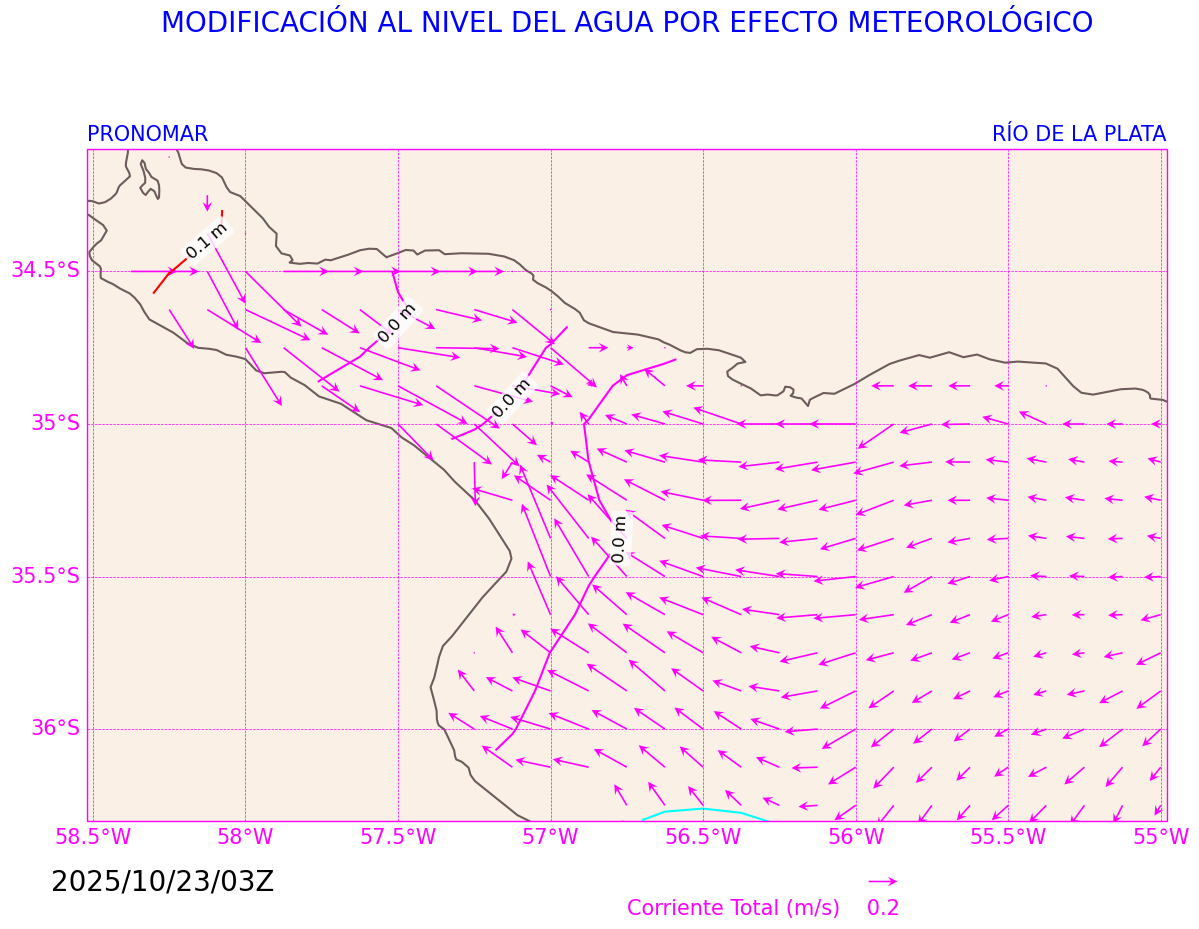 MODIFICACIÓN AL NIVEL DEL AGUA POR EFECTO METEOROLÓGICO
PRONOMAR
RÍO DE LA PLATA
0.1 m
34.5°S
0.0 m
0.0 m
35°S
0.0 m
35.5°S
36°S
58.5°W 58°W 57.5°W 57°W 56.5°W 56°W 55.5°W 55°W
2025/10/23/03Z
Corriente Total (m/s) 0.2